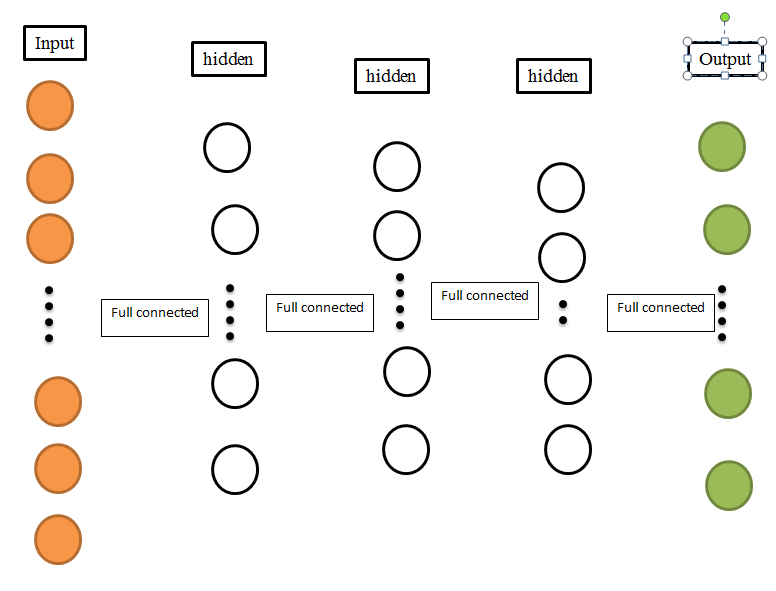 Input
hidden
hidden
hidden
Output
Full connected
Full connected
Full connected
Full connected